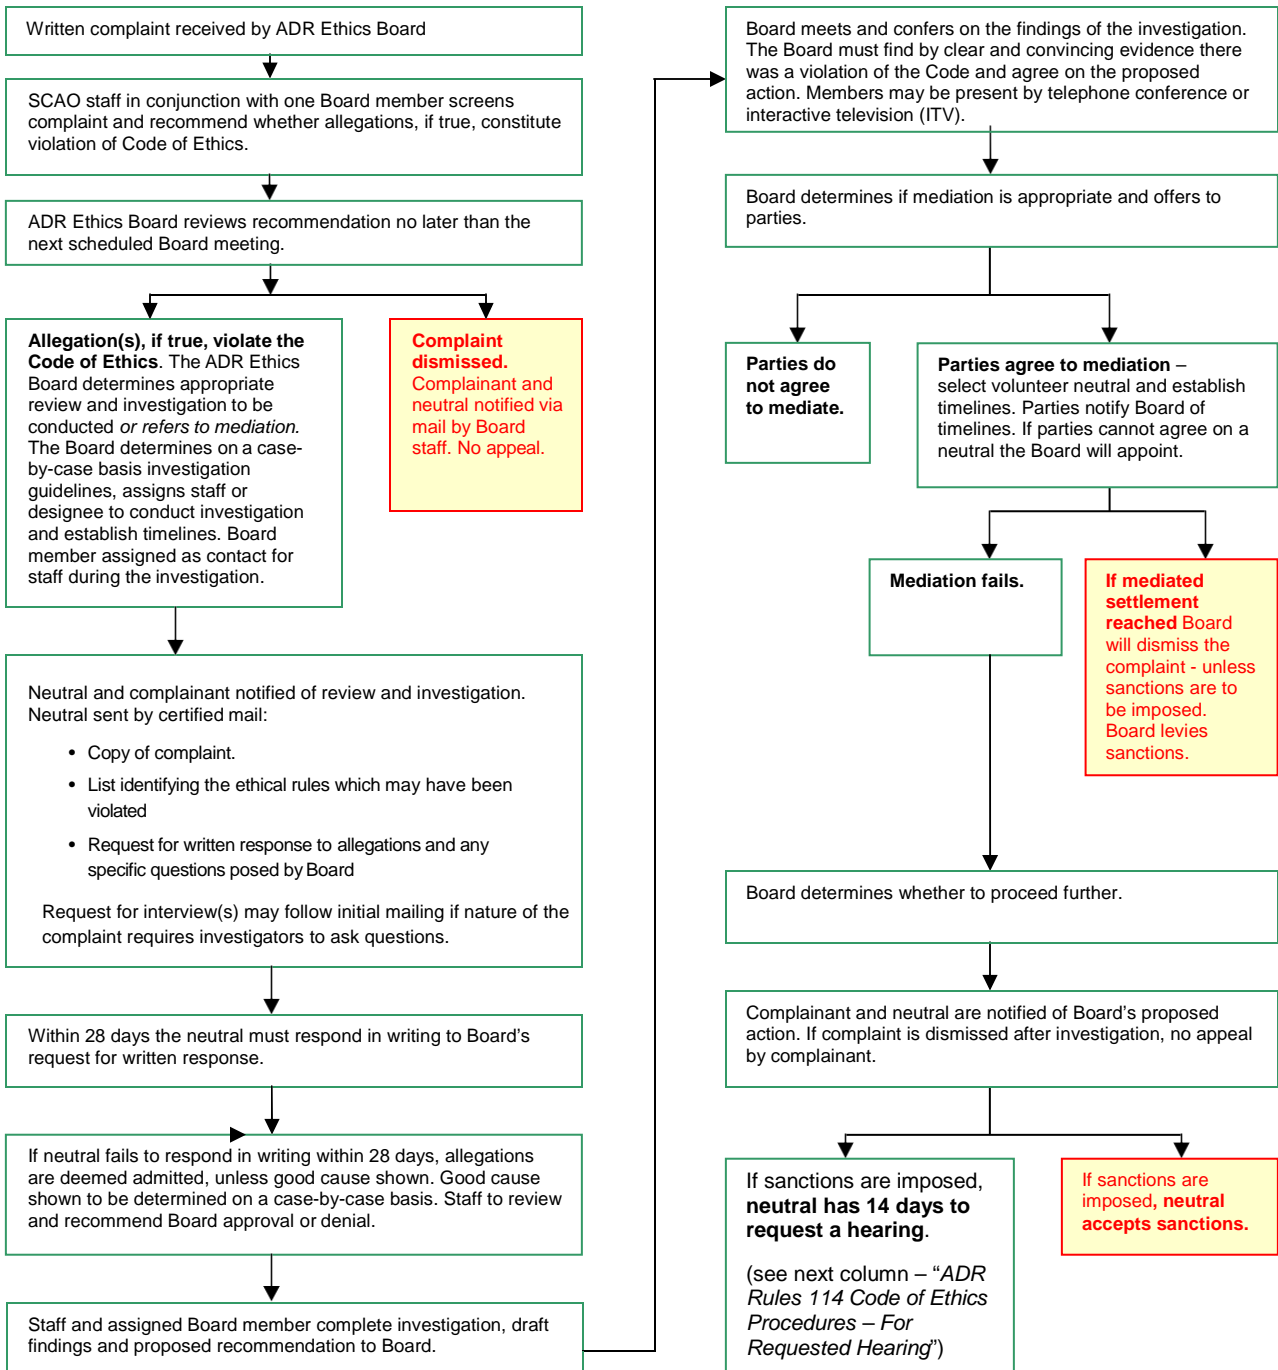 Written complaint received by ADR Ethics Board
SCAO staff in conjunction with one Board member screens
complaint and recommend whether allegations, if true, constitute
violation of Code of Ethics.
ADR Ethics Board reviews recommendation no later than the
next scheduled Board meeting.
Allegation(s), if true, violate the
Code of Ethics. The ADR Ethics
Board determines appropriate
review and investigation to be
conducted or refers to mediation.
The Board determines on a case-
by-case basis investigation
guidelines, assigns staff or
designee to conduct investigation
and establish timelines. Board
member assigned as contact for
staff during the investigation.
Complaint
dismissed.
Complainant and
neutral notified via
mail by Board
staff. No appeal.
Neutral and complainant notified of review and investigation.
Neutral sent by certified mail:
• Copy of complaint.
• List identifying the ethical rules which may have been
violated
• Request for written response to allegations and any
specific questions posed by Board
Request for interview(s) may follow initial mailing if nature of the
complaint requires investigators to ask questions.
Within 28 days the neutral must respond in writing to Board's
request for written response.
If neutral fails to respond in writing within 28 days, allegations
are deemed admitted, unless good cause shown. Good cause
shown to be determined on a case-by-case basis. Staff to review
and recommend Board approval or denial.
Staff and assigned Board member complete investigation, draft
findings and proposed recommendation to Board.
Board meets and confers on the findings of the investigation.
The Board must find by clear and convincing evidence there
was a violation of the Code and agree on the proposed
action. Members may be present by telephone conference or
interactive television (ITV).
Board determines if mediation is appropriate and offers to
parties.
Parties do
not agree
to mediate.
Parties agree to mediation –
select volunteer neutral and establish
timelines. Parties notify Board of
timelines. If parties cannot agree on a
neutral the Board will appoint.
Mediation fails.
If mediated
settlement
reached Board
will dismiss the
complaint - unless
sanctions are to
be imposed.
Board levies
sanctions.
Board determines whether to proceed further.
Complainant and neutral are notified of Board's proposed
action. If complaint is dismissed after investigation, no appeal
by complainant.
If sanctions are imposed,
neutral has 14 days to
request a hearing.
(see next column – “ADR
Rules 114 Code of Ethics
Procedures – For
Requested Hearing”)
If sanctions are
imposed, neutral
accepts sanctions.